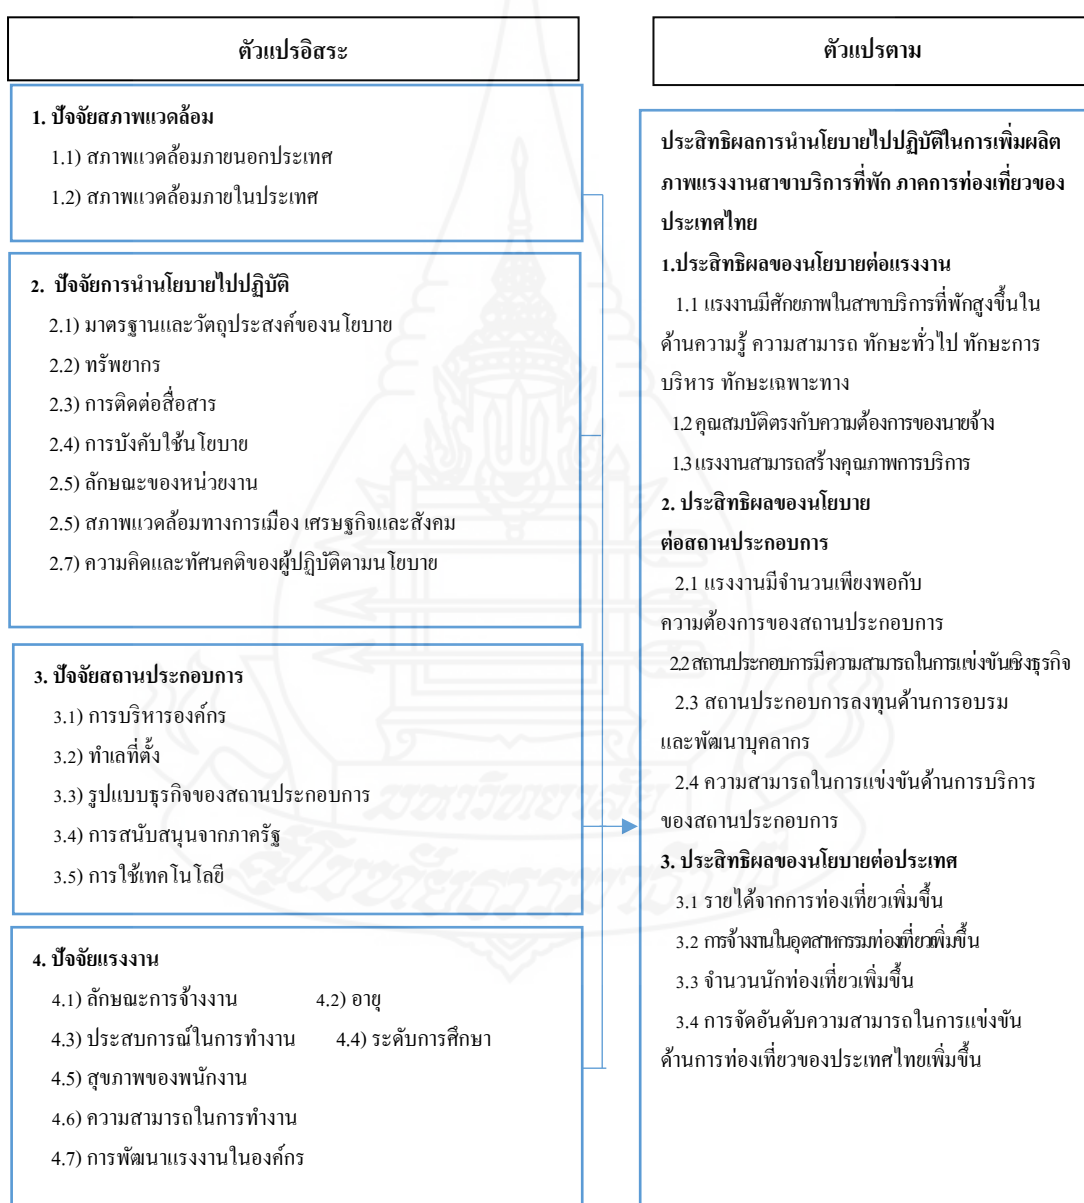 ตัวแปรอิสระ
1. ปัจจัยสภาพแวดล้อม
1.1) สภาพแวดล้อมภายนอกประเทศ
1.2) สภาพแวดล้อมภายในประเทศ
2. ปัจจัยการนำนโยบายไปปฏิบัติ
2.1) มาตรฐานและวัตถุประสงค์ของนโยบาย
2.2) ทรัพยากร
2.3) การติดต่อสื่อสาร
2.4) การบังคับใช้นโยบาย
2.5) ลักษณะของหน่วยงาน
2.5) สภาพแวดล้อมทางการเมือง เศรษฐกิจและสังคม
2.7) ความคิดและทัศนคติของผู้ปฏิบัติตามนโยบาย
3. ปัจจัยสถานประกอบการ
3.1) การบริหารองค์กร
3.2) ทำเลที่ตั้ง
3.3) รูปแบบธุรกิจของสถานประกอบการ
3.4) การสนับสนุนจากภาครัฐ
3.5) การใช้เทคโนโลยี
4. ปัจจัยแรงงาน
4.1) ลักษณะการจ้างงาน 4.2) อายุ
4.3) ประสบการณ์ในการทำงาน 4.4) ระดับการศึกษา
4.5) สุขภาพของพนักงาน
4.6) ความสามารถในการทำงาน
4.7) การพัฒนาแรงงานในองค์กร
ตัวแปรตาม
ประสิทธิผลการนำนโยบายไปปฏิบัติในการเพิ่มผลิต
ภาพแรงงานสาขาบริการที่พัก ภาคการท่องเที่ยวของ
ประเทศไทย
1.ประสิทธิผลของนโยบายต่อแรงงาน
1.1 แรงงานมีศักยภาพในสาขาบริการที่พักสูงขึ้นใน
ด้านความรู้ ความสามารถ ทักษะทั่วไป ทักษะการ
บริหาร ทักษะเฉพาะทาง
1.2 คุณสมบัติตรงกับความต้องการของนายจ้าง
1.3 แรงงานสามารถสร้างคุณภาพการบริการ
2. ประสิทธิผลของนโยบาย
ต่อสถานประกอบการ
2.1 แรงงานมีจำนวนเพียงพอกับ
ความต้องการของสถานประกอบการ
2.2 สถานประกอบการมีความสามารถในการแข่งขันเชิงธุรกิจ
2.3 สถานประกอบการลงทุนด้านการอบรม
และพัฒนาบุคลากร
2.4 ความสามารถในการแข่งขันด้านการบริการ
ของสถานประกอบการ
3. ประสิทธิผลของนโยบายต่อประเทศ
3.1 รายได้จากการท่องเที่ยวเพิ่มขึ้น
3.2 การจ้างงานในอุตสาหกรรมท่องเที่ยวเพิ่มขึ้น
3.3 จำนวนนักท่องเที่ยวเพิ่มขึ้น
3.4 การจัดอันดับความสามารถในการแข่งขัน
ด้านการท่องเที่ยวของประเทศไทยเพิ่มขึ้น
มหาวิทยาลัย
สุโขทัยธรรมาธิราช